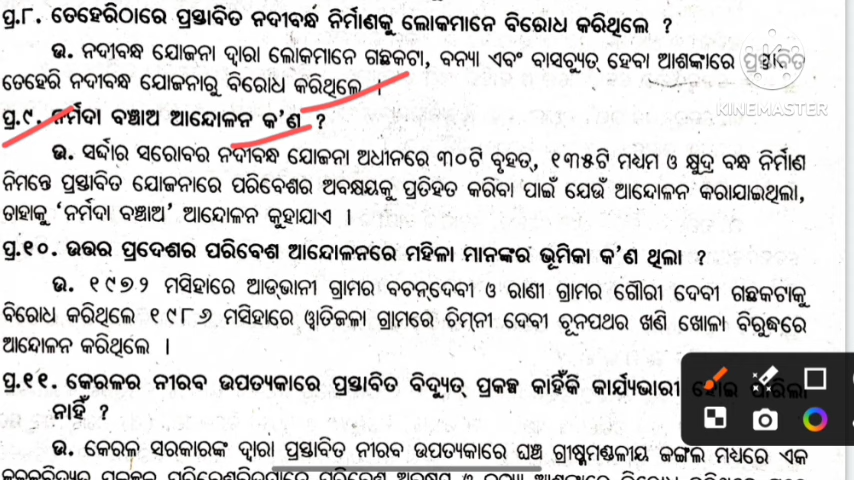 ପ୍ର.୮. ତେହେରିଠାରେ ପ୍ରସ୍ତାବିତ ନଦୀବନ୍ଧ ନିର୍ମାଣକୁ ଲୋକମାନେ ବିରୋଧ କରିଥିଲେ ?
ଉ. ନଦୀବନ୍ଧ ଯୋଜନା ଦ୍ୱାରା ଲୋକମାନେ ଗଛକଟା, ବନ୍ୟା ଏବଂ ବାସଚ୍ୟୁତ୍ ହେବା ଆଶଙ୍କାରେ ପ୍ରସ୍ତାବିତ
ତେହେରି ନଦୀବନ୍ଧ ଯୋଜନାରୁ ବିରୋଧ କରିଥିଲେ ।
KINEMASTER
ପ୍ର.୯. ନର୍ମଦା ବଞ୍ଚାଅ ଆନ୍ଦୋଳନ କ'ଣ ?
ଉ. ସର୍ଦ୍ଦାର ସରୋବର ନଦୀବନ୍ଧ ଯୋଜନା ଅଧୀନରେ ୩୦ଟି ବୃହତ୍, ୧୩୫ଟି ମଧ୍ୟମ ଓ କ୍ଷୁଦ୍ର ବନ୍ଧ ନିର୍ମାଣ
ନିମନ୍ତେ ପ୍ରସ୍ତାବିତ ଯୋଜନାରେ ପରିବେଶର ଅବକ୍ଷୟକୁ ପ୍ରତିହତ କରିବା ପାଇଁ ଯେଉଁ ଆନ୍ଦୋଳନ କରାଯାଇଥିଲା,
ତାହାକୁ 'ନର୍ମଦା ବଞ୍ଚାଅ' ଆନ୍ଦୋଳନ କୁହାଯାଏ ।
ପ୍ର.୧୦. ଉତ୍ତର ପ୍ରଦେଶର ପରିବେଶ ଆନ୍ଦୋଳନରେ ମହିଳା ମାନଙ୍କର ଭୂମିକା କ'ଣ ଥିଲା ?
ଉ. ୧୯୭୨ ମସିହାରେ ଆଡ୍‌ଭାନୀ ଗ୍ରାମର ବଚନ୍‌ଦେବୀ ଓ ରାଣୀ ଗ୍ରାମର ଗୌରୀ ଦେବୀ ଗଛକଟାକୁ
ବିରୋଧ କରିଥିଲେ ୧୯୮୬ ମସିହାରେ ୱାତିକଳା ଗ୍ରାମରେ ଚିମ୍‌ନୀ ଦେବୀ ଚୂନପଥର ଖଣି ଖୋଳା ବିରୁଦ୍ଧରେ
ଆନ୍ଦୋଳନ କରିଥିଲେ ।
ପ୍ର.୧୧. କେରଳର ନୀରବ ଉପତ୍ୟକାରେ ପ୍ରସ୍ତାବିତ ବିଦ୍ୟୁତ୍ ପ୍ରକଳ୍ପ କାହିଁକି କାର୍ଯ୍ୟକାରୀ ହୋଇ ପାରିଲା
ନାହିଁ ?
ଉ. କେରଳ ସରକାରଙ୍କ ଦ୍ୱାରା ପ୍ରସ୍ତାବିତ ନୀରବ ଉପତ୍ୟକାରେ ଘଞ୍ଚ ଗ୍ରୀଷ୍ମମଣ୍ଡଳୀୟ ଜଙ୍ଗଲ ମଧ୍ୟରେ ଏକ